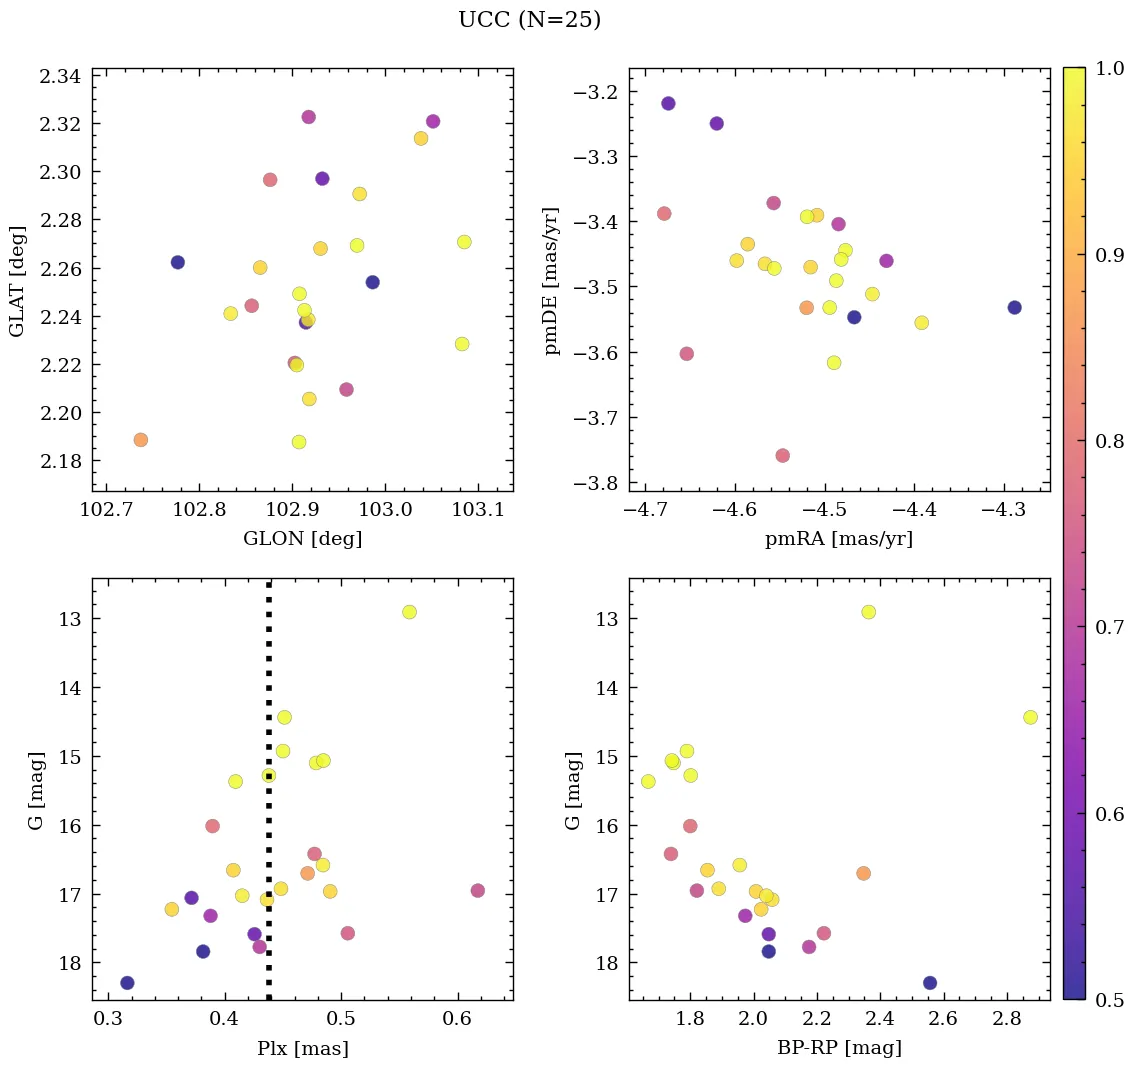 UCC (N=25)
2.34
2.32
2.30
2.28
2.26
2.24
2.22
2.20
2.18
GLAT [deg]
102.7 102.8 102.9 103.0 103.1
GLON [deg]
−3.2
−3.3
−3.4
−3.5
−3.6
−3.7
−3.8
pmDE [mas/yr]
−4.7 −4.6 −4.5 −4.4 −4.3
pmRA [mas/yr]
13
14
15
16
17
18
G [mag]
0.3 0.4 0.5 0.6
Plx [mas]
13
14
15
16
17
18
G [mag]
1.8 2.0 2.2 2.4 2.6 2.8
BP-RP [mag]
1.0
0.9
0.8
0.7
0.6
0.5